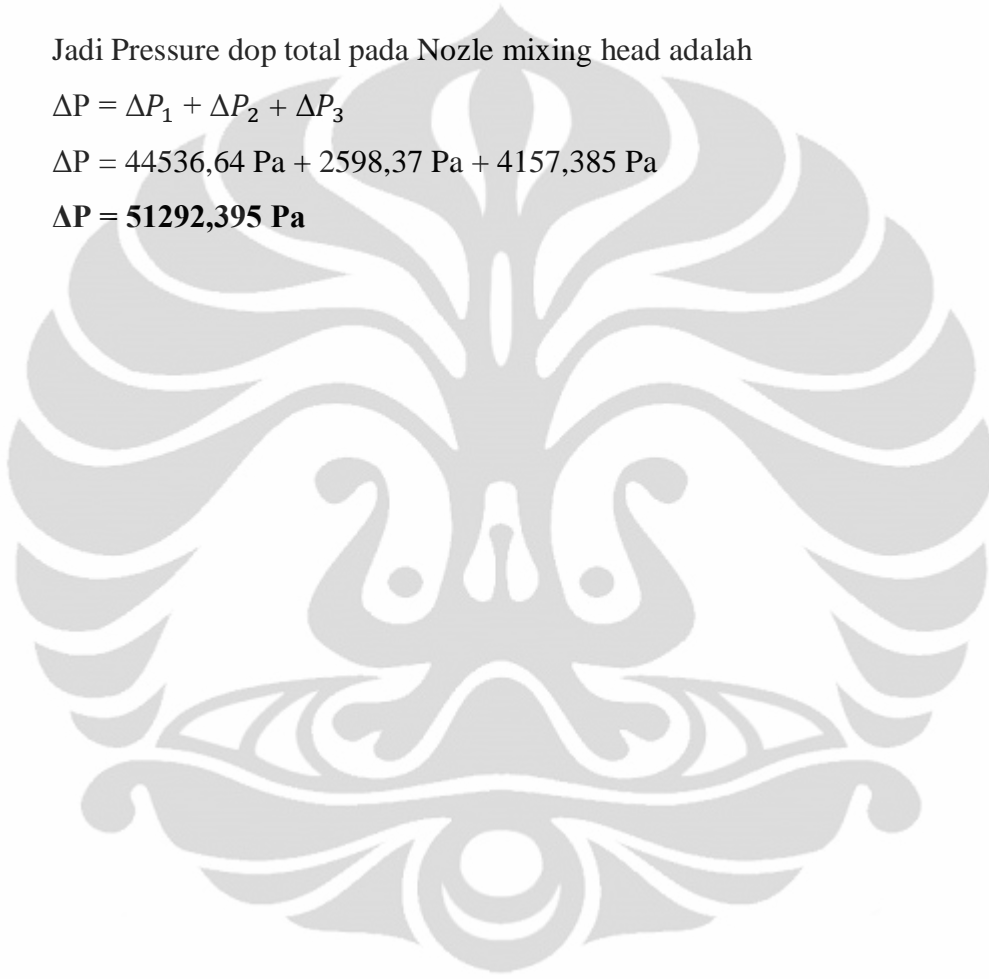 Jadi Pressure dop total pada Nozle mixing head adalah
ΔP = Δ𝑃₁ + Δ𝑃₂ + Δ𝑃₃
ΔP = 44536,64 Pa + 2598,37 Pa + 4157,385 Pa
ΔP = 51292,395 Pa